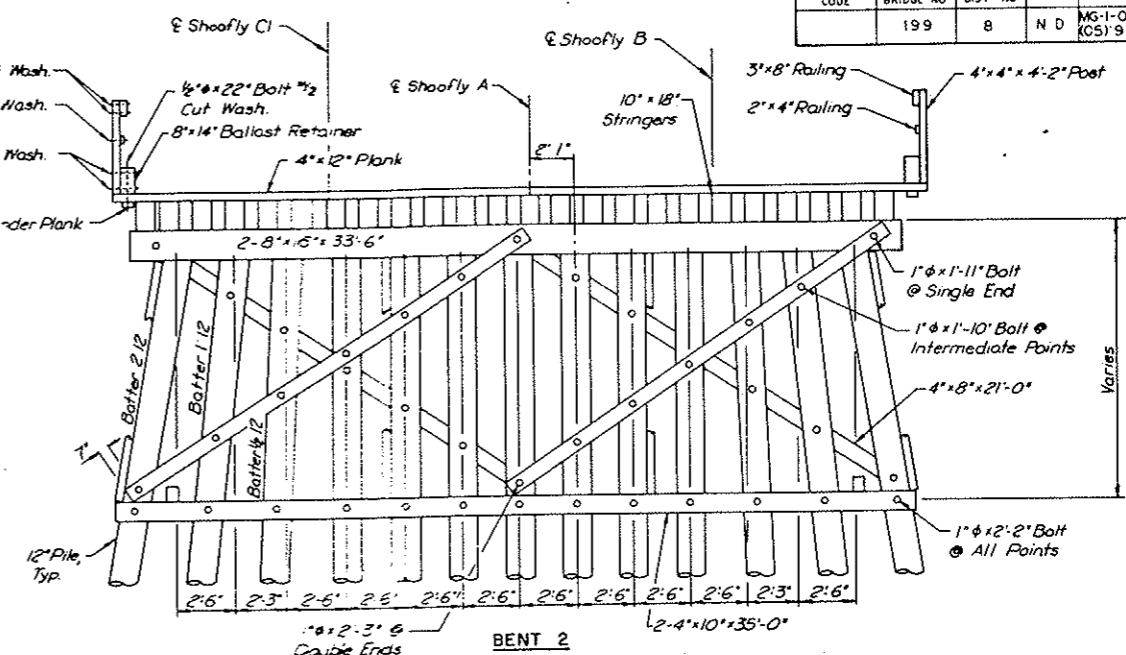 CODE BRIDGE NO DIST NO
199 8 N D MG-1-0
(05)'9
℄ Shoofly C1
℄ Shoofly A
℄ Shoofly B
Wash.
Wash.
Wash.
½"φ×22" Bolt
Cut Wash.
8"×14" Ballast Retainer
4"×12" Plank
2'1"
10"×18"
Stringers
3"×8" Railing
2"×4" Railing
4"×4"×4'-2" Post
der Plank
33'-6"
1"φ×1'-11" Bolt
@ Single End
1"φ×1'-10" Bolt @
Intermediate Points
4"×8"×21'-0"
Varies
Batter 2:12
Batter 1:12
Batter ½:12
7"
12" Pile,
Typ.
1"φ×2'-2" Bolt
@ All Points
2'-6" 2'-3" 2'-6" 2'-6" 2'-6" 2'-6" 2'-6" 2'-6" 2'-6" 2'-6" 2'-3" 2'-6"
1"φ×2'-3" @
Double Ends
2-4"×10"×35'-0"
BENT 2